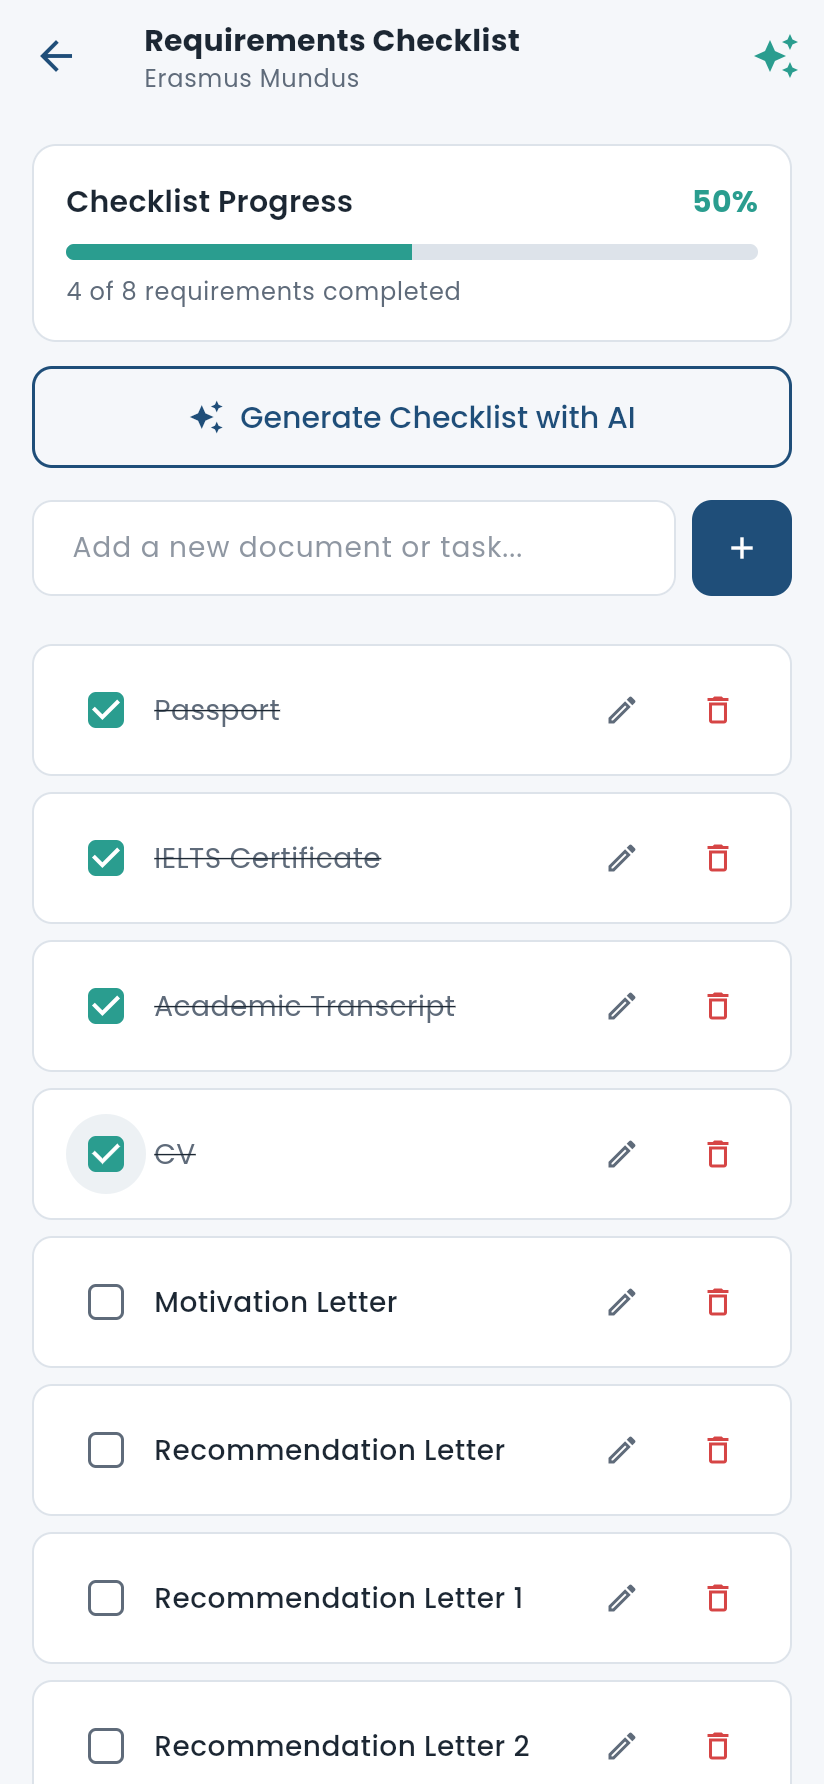 Requirements Checklist
Erasmus Mundus
Checklist Progress 50%
4 of 8 requirements completed
Generate Checklist with AI
Add a new document or task...
+
Passport
IELTS Certificate
Academic Transcript
CV
Motivation Letter
Recommendation Letter
Recommendation Letter 1
Recommendation Letter 2